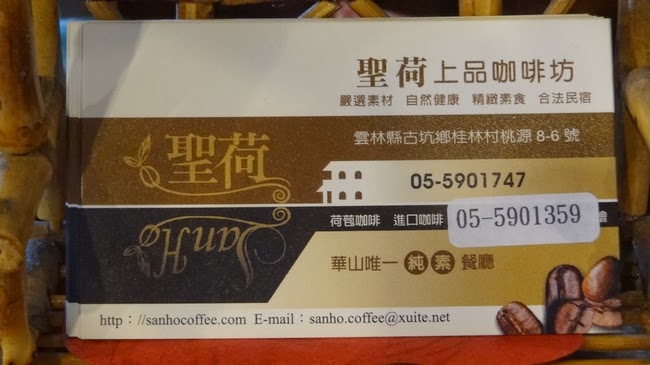 聖荷上品咖啡坊
嚴選素材 自然健康 精緻素食 合法民宿
聖荷
雲林縣古坑鄉桂林村桃源 8-6 號
05-5901747
SanHo
荷苞咖啡 進口咖啡
05-5901359
華山唯一 純素 餐廳
http：//sanhocoffee.com E-mail：sanho.coffee@xuite.net